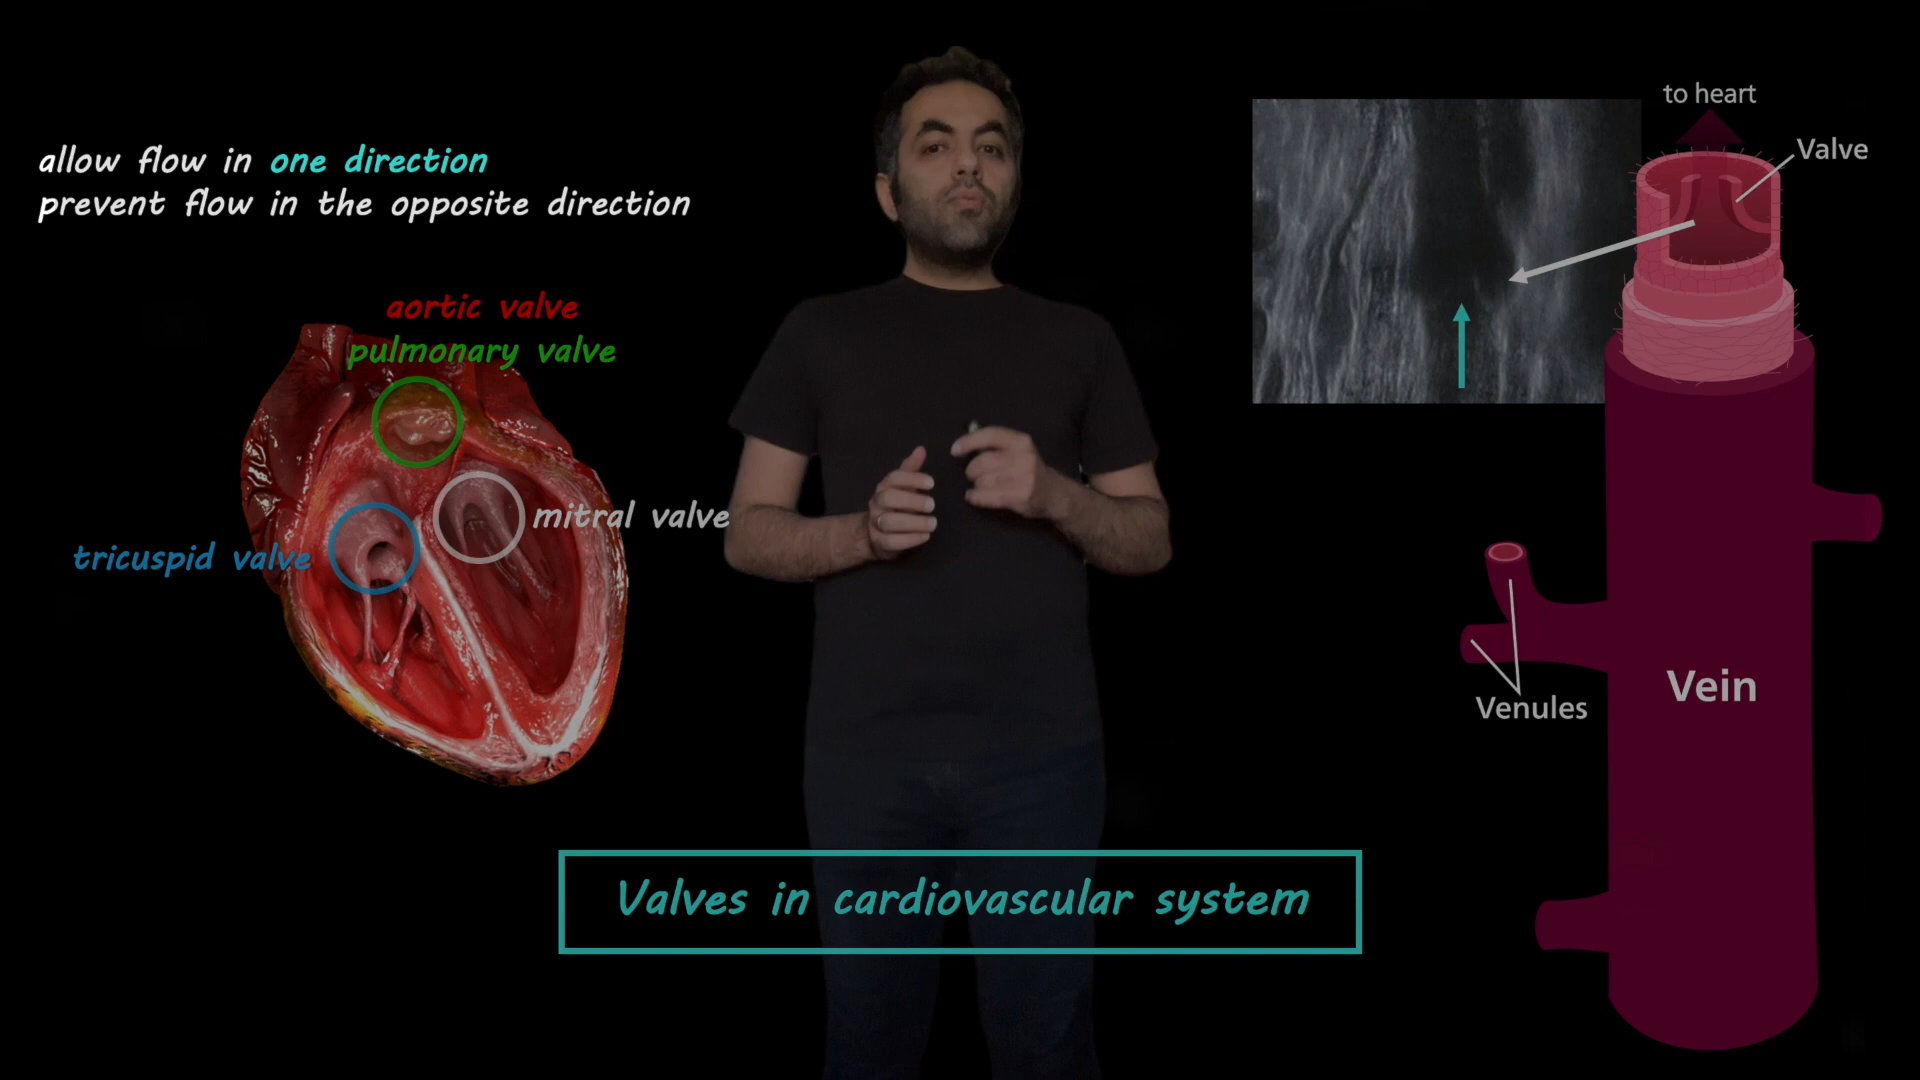 allow flow in one direction
prevent flow in the opposite direction
aortic valve
pulmonary valve
mitral valve
tricuspid valve
to heart
Valve
Venules
Vein
Valves in cardiovascular system